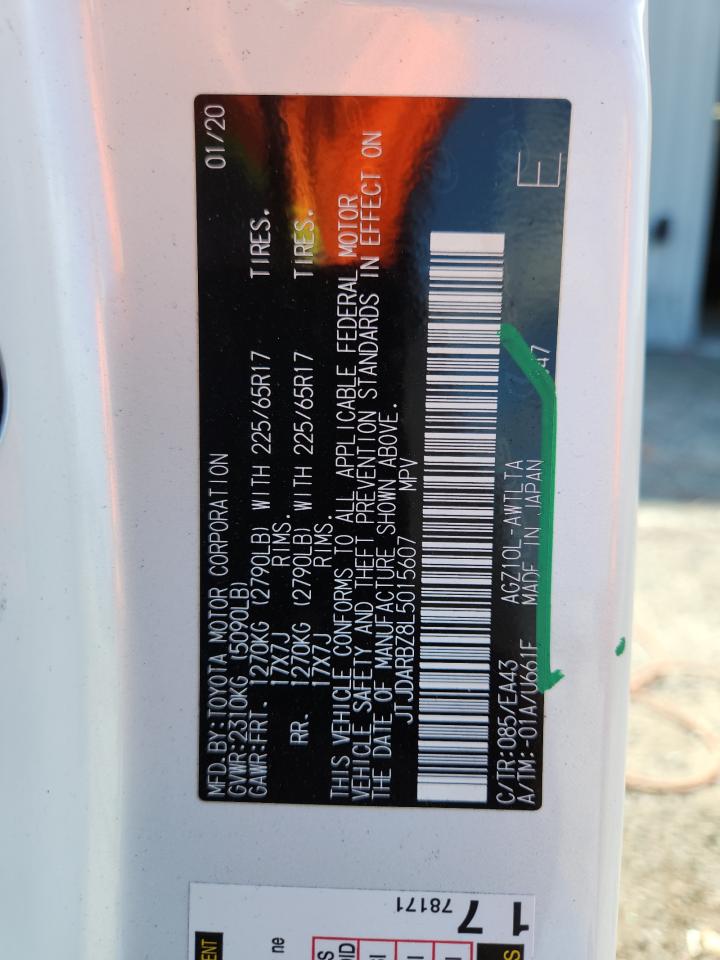 MFD.BY:TOYOTA MOTOR CORPORATION 01/20
GVWR:2310KG (5090LB)
GAWR:FRT. 1270KG (2790LB) WITH 225/65R17 TIRES.
17X7J RIMS.
RR. 1270KG (2790LB) WITH 225/65R17 TIRES.
17X7J RIMS.
THIS VEHICLE CONFORMS TO ALL APPLICABLE FEDERAL MOTOR
VEHICLE SAFETY AND THEFT PREVENTION STANDARDS IN EFFECT ON
THE DATE OF MANUFACTURE SHOWN ABOVE.
JTJDARBZ8L5015607 MPV
C/TR:085/EA43 AGZ10L-AWTLTA E
A/TM:-01A/U661F MADE IN JAPAN 47
17
78171
ne